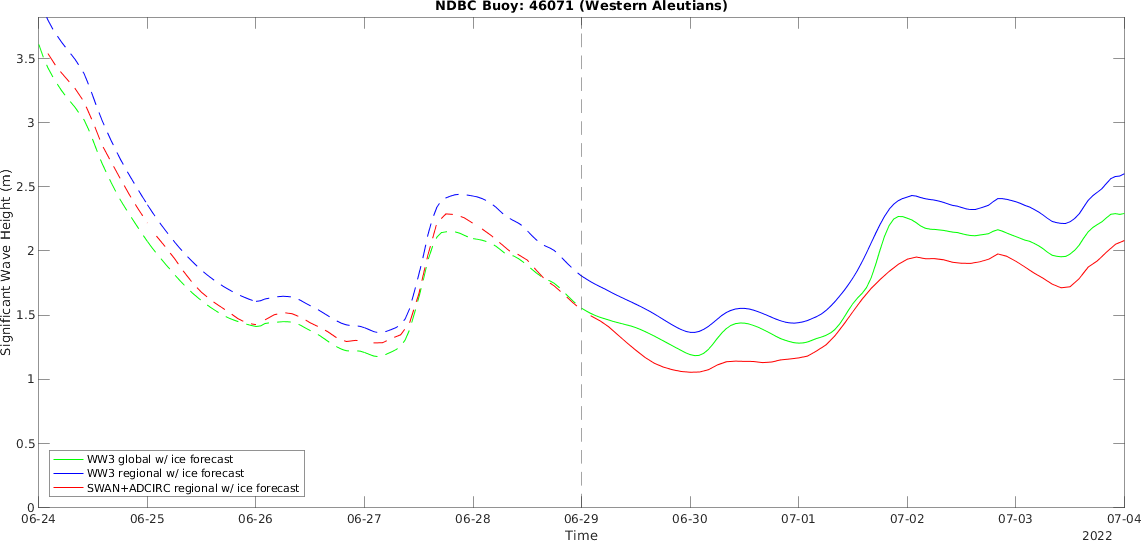 NDBC Buoy: 46071 (Western Aleutians)
Significant Wave Height (m)
3.5
3
2.5
2
1.5
1
0.5
0
WW3 global w/ ice forecast
WW3 regional w/ ice forecast
SWAN+ADCIRC regional w/ ice forecast
06-24 06-25 06-26 06-27 06-28 06-29 06-30 07-01 07-02 07-03 07-04
Time
2022